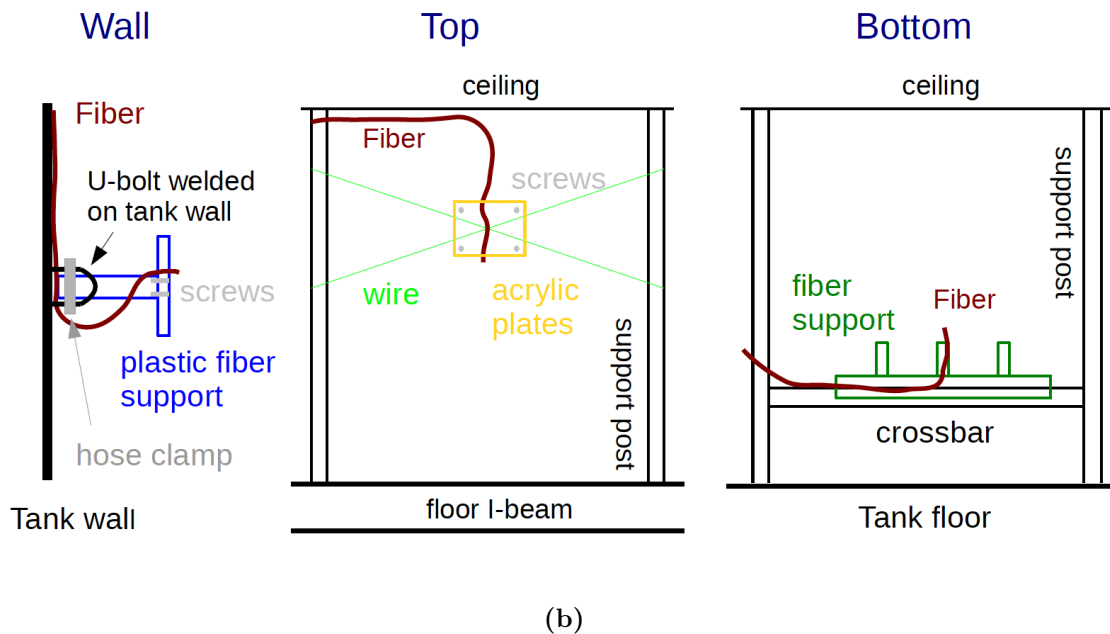 Wall
Fiber
U-bolt welded
on tank wall
screws
plastic fiber
support
hose clamp
Tank wall
Top
ceiling
Fiber
screws
wire
acrylic
plates
support post
floor I-beam
Bottom
ceiling
support post
fiber
support
Fiber
crossbar
Tank floor
(b)